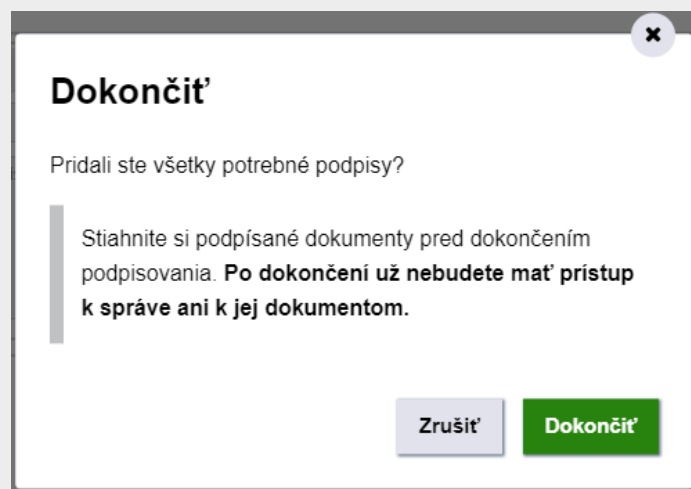 Dokončiť
Pridali ste všetky potrebné podpisy?
Stiahnite si podpísané dokumenty pred dokončením
podpisovania. Po dokončení už nebudete mať prístup
k správe ani k jej dokumentom.
Zrušiť
Dokončiť